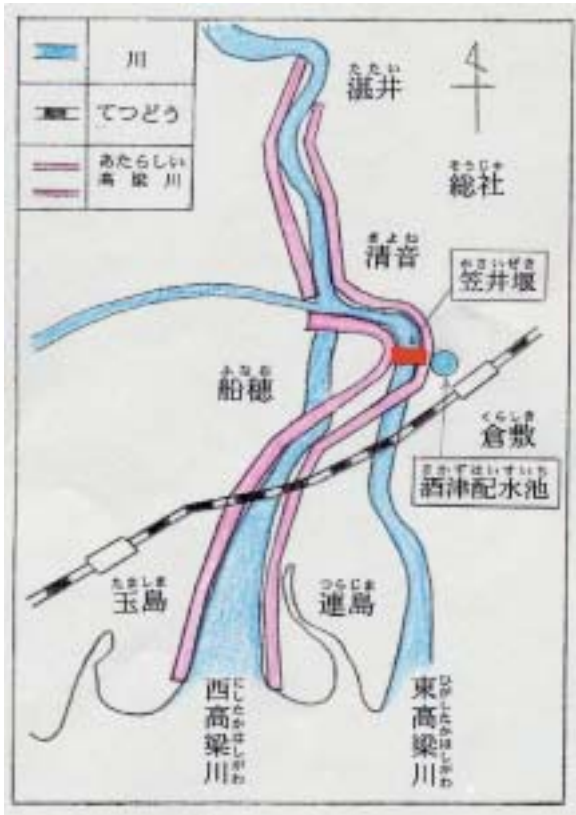 川
てつどう
あたらしい
高梁川
たたい
湛井
そうじゃ
総社
きよね
清音
かさいぜき
笠井堰
ふなお
船穂
くらしき
倉敷
さかずはいすいち
酒津配水池
たましま
玉島
つらじま
連島
にしたかはしがわ
西高梁川
ひがしたかはしがわ
東高梁川